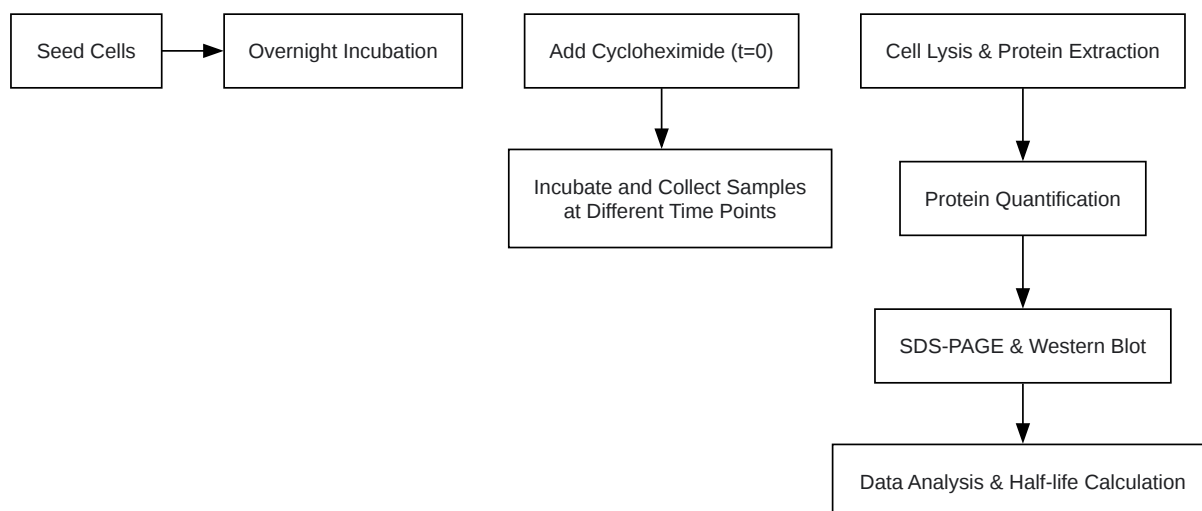 Seed Cells
Overnight Incubation
Add Cycloheximide (t=0)
Incubate and Collect Samples
at Different Time Points
Cell Lysis & Protein Extraction
Protein Quantification
SDS-PAGE & Western Blot
Data Analysis & Half-life Calculation